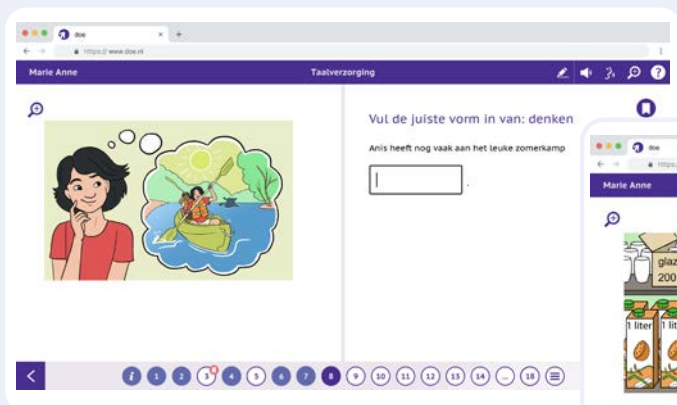 doe
https:// www.doe.nl
Marie Anne
Taalverzorging
?
Vul de juiste vorm in van: denken
Anis heeft nog vaak aan het leuke zomerkamp
.
i 1 2 3 4 5 6 7 8 9 10 11 12 13 14 ... 18
doe
Marie Anne
glaz
200
1 liter
1 lit